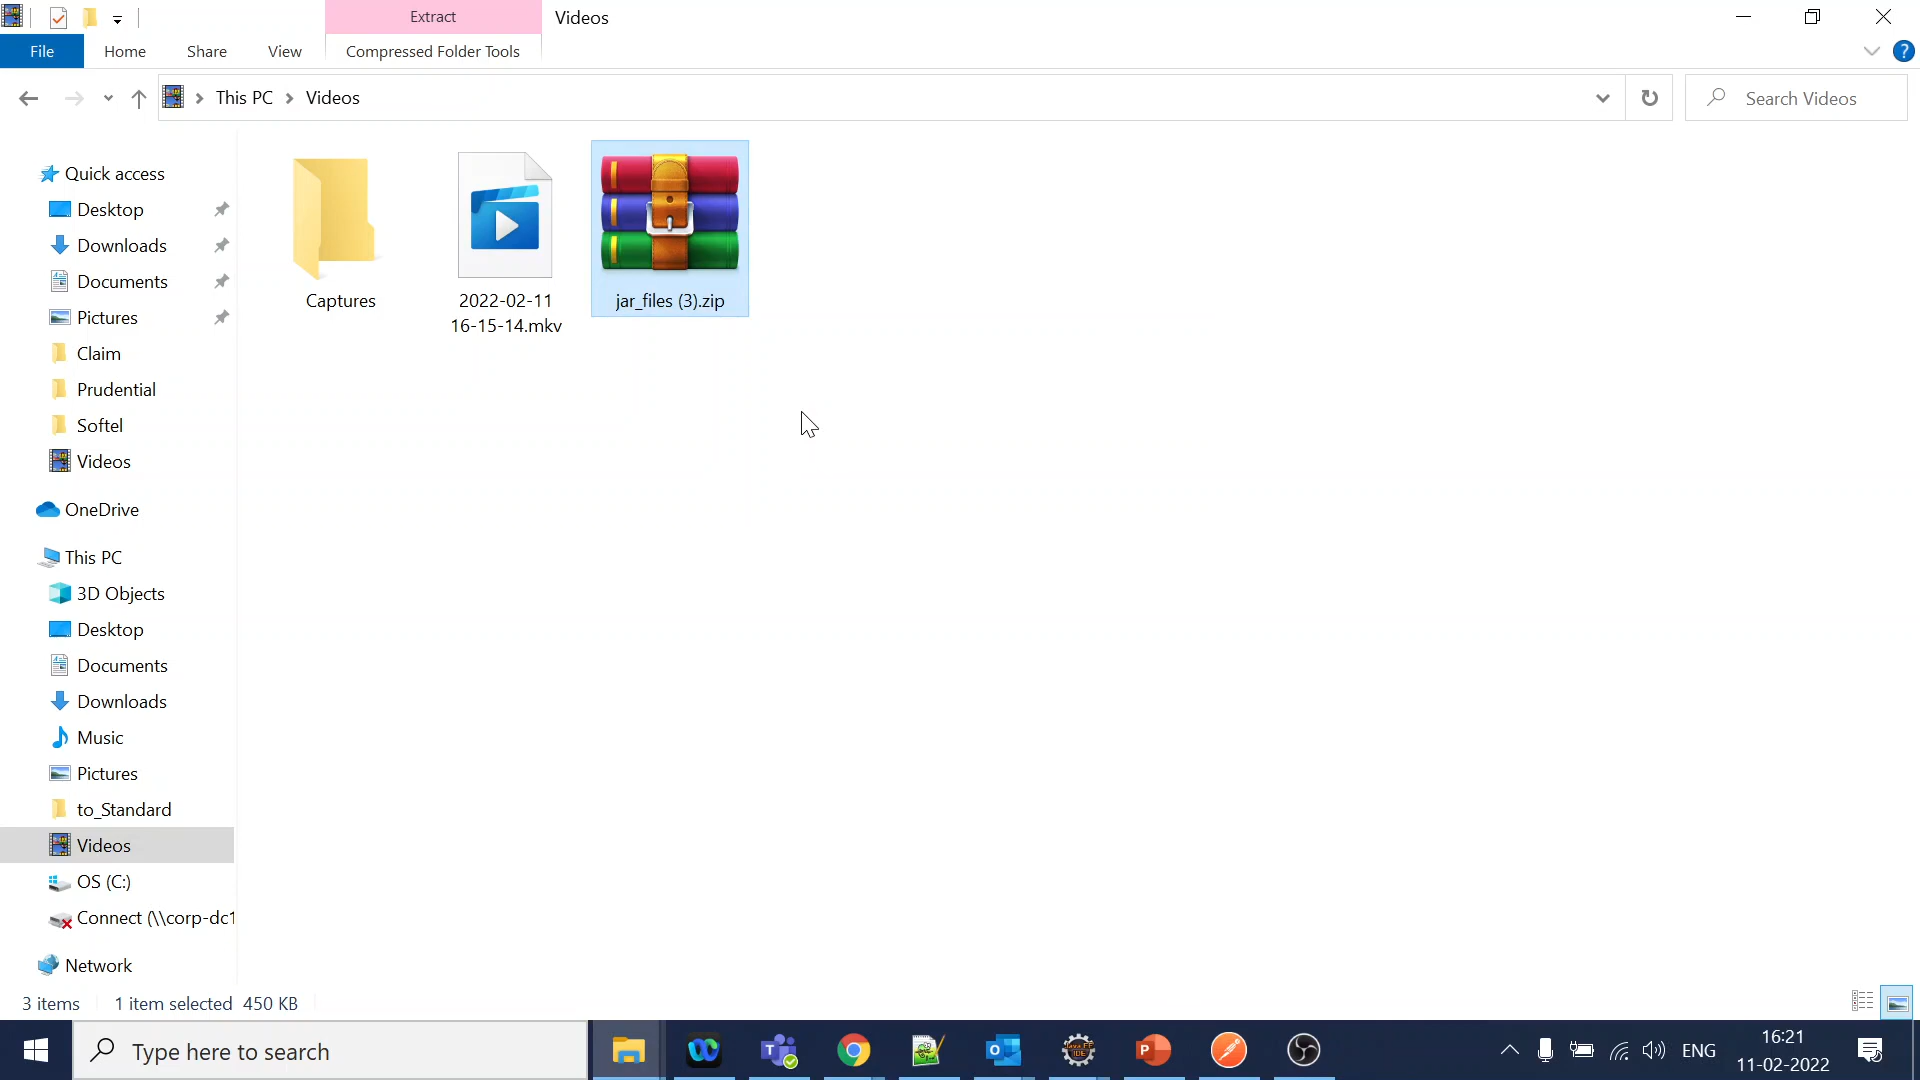 Extract
Videos
File
Home
Share
View
Compressed Folder Tools
?
This PC
Videos
Search Videos
Quick access
Desktop
Downloads
Documents
Pictures
Claim
Prudential
Softel
Videos
OneDrive
This PC
3D Objects
Desktop
Documents
Downloads
Music
Pictures
to_Standard
Videos
OS (C:)
Connect (\\corp-dc1
Network
Captures
2022-02-11
16-15-14.mkv
jar_files (3).zip
3 items
1 item selected 450 KB
Type here to search
ENG
16:21
11-02-2022